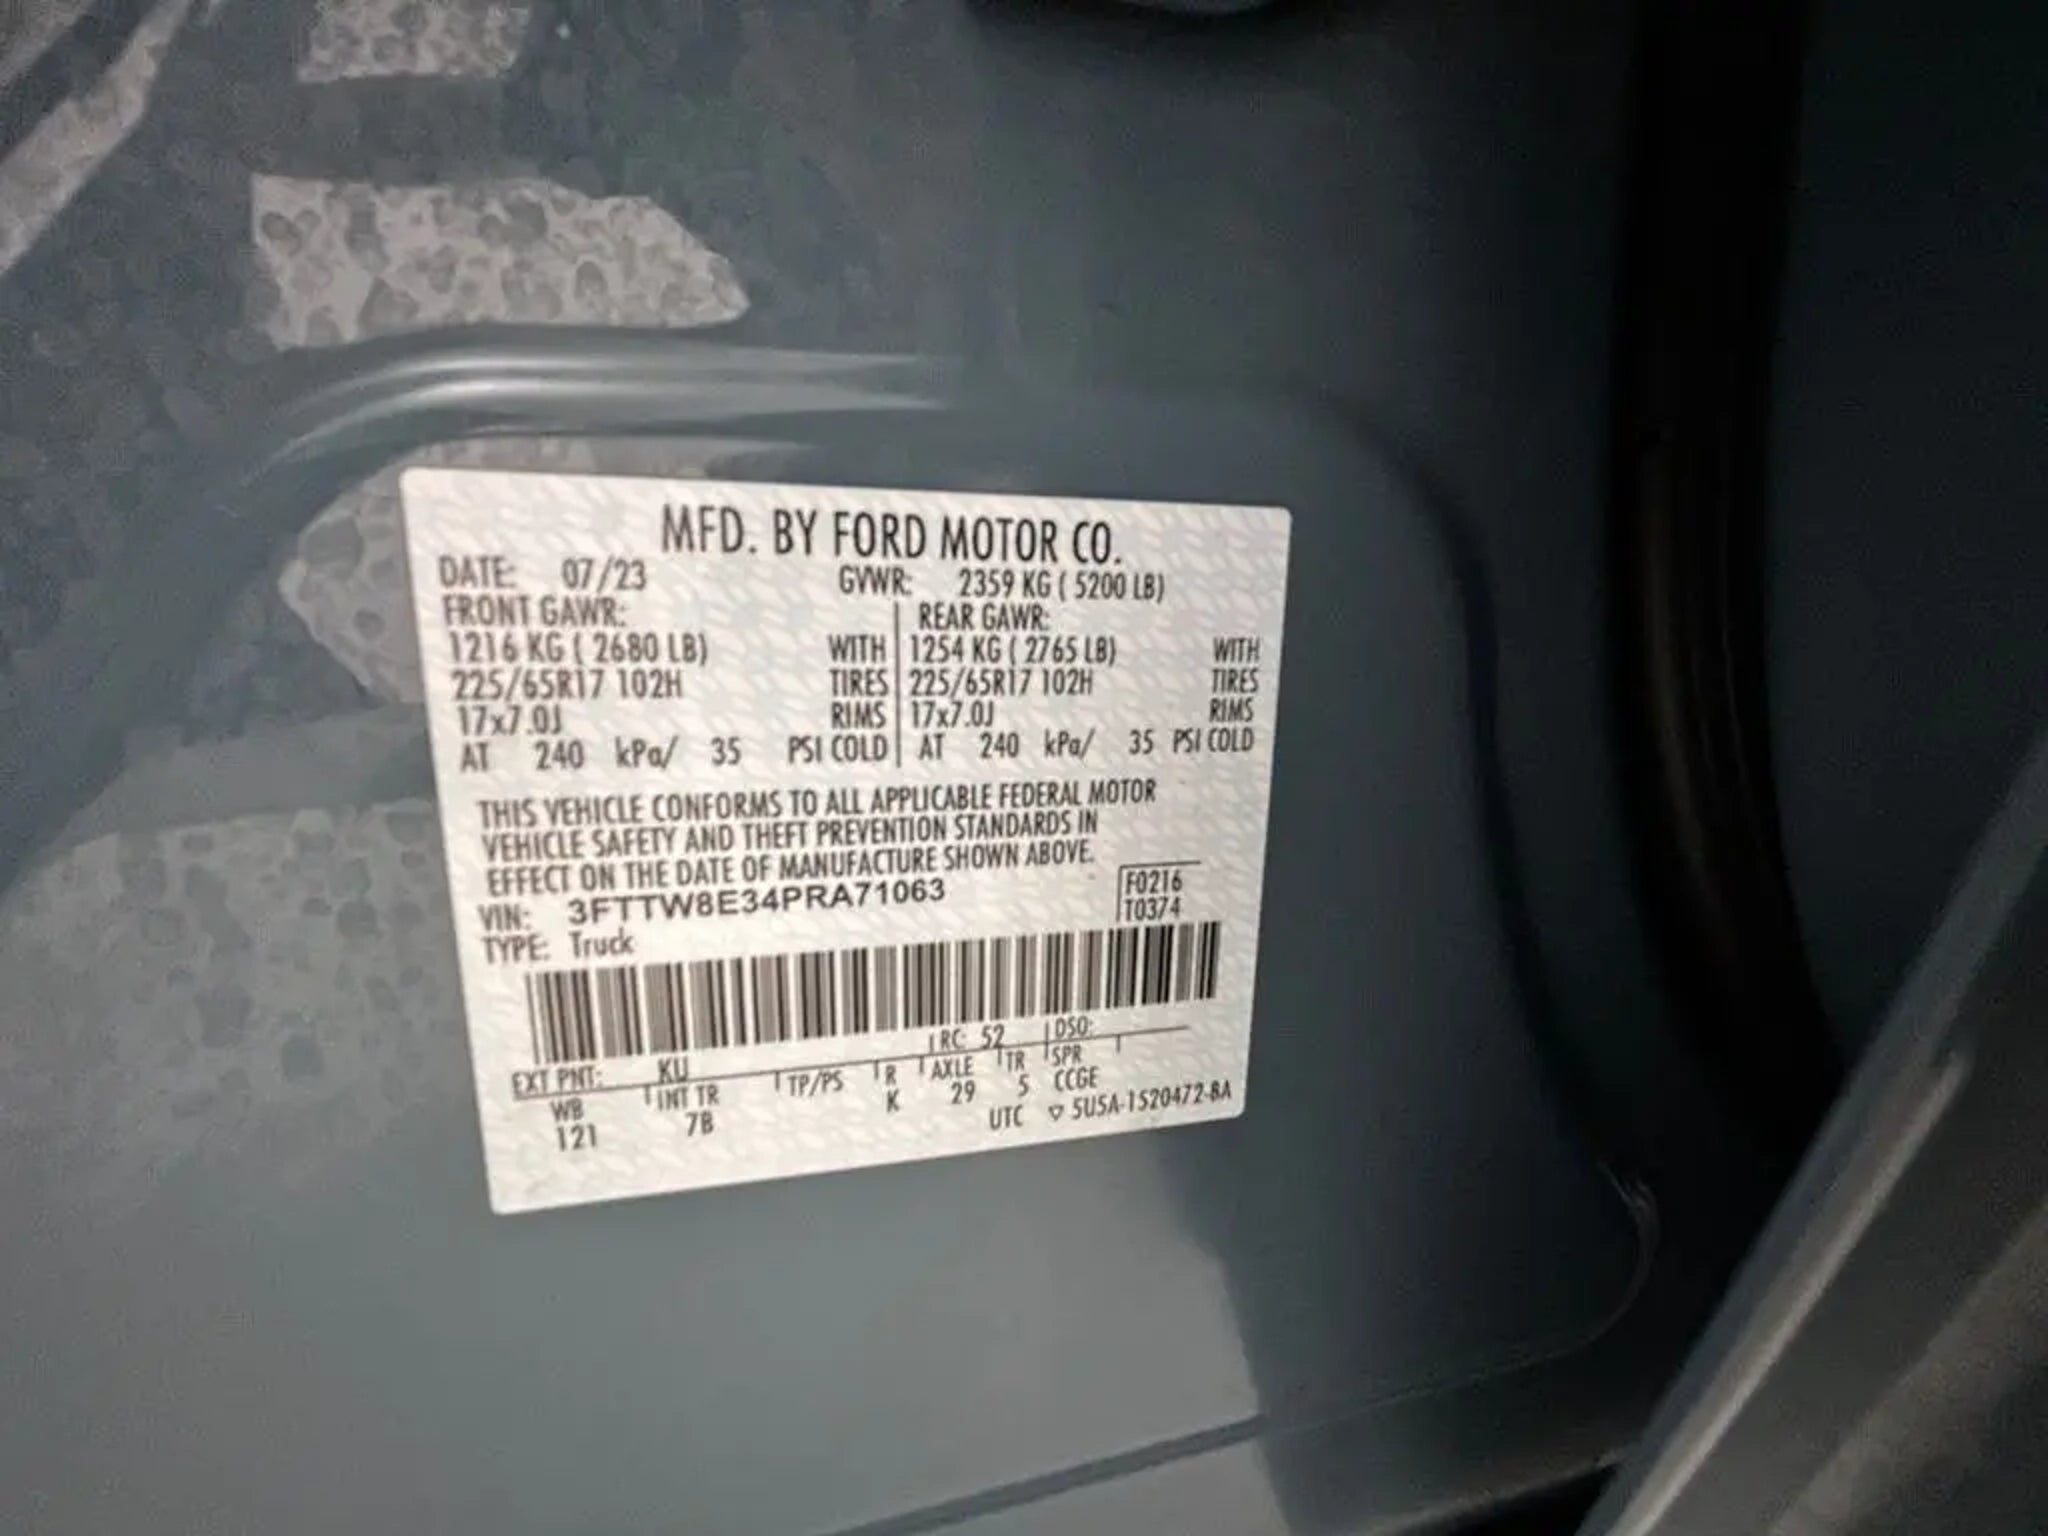 MFD. BY FORD MOTOR CO.
DATE: 07/23 GVWR: 2359 KG ( 5200 LB)
FRONT GAWR: REAR GAWR:
1216 KG ( 2680 LB) WITH 1254 KG ( 2765 LB) WITH
225/65R17 102H TIRES 225/65R17 102H TIRES
17x7.0J RIMS 17x7.0J RIMS
AT 240 kPa/ 35 PSI COLD AT 240 kPa/ 35 PSI COLD
THIS VEHICLE CONFORMS TO ALL APPLICABLE FEDERAL MOTOR
VEHICLE SAFETY AND THEFT PREVENTION STANDARDS IN
EFFECT ON THE DATE OF MANUFACTURE SHOWN ABOVE.
VIN: 3FTTW8E34PRA71063 F0216
TYPE: Truck T0374
EXT PNT: KU RC: 52 DSO:
WB INT TR TP/PS R AXLE TR SPR
121 7B K 29 5 CCGE
UTC ▽ 5U5A-1520472-BA